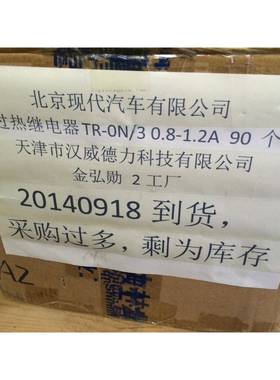 北京现代汽车有限公司
过热继电器 TR-0N/3 0.8-1.2A 90 个
天津市汉威德力科技有限公司
金弘勋 2 工厂
20140918 到货，
采购过多，剩为库存
A2